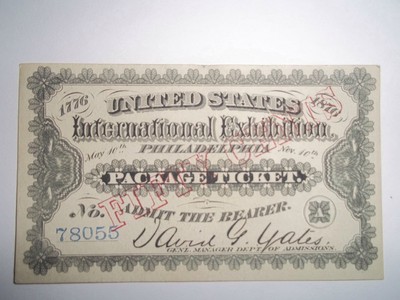 1776 UNITED STATES 1876
International Exhibition.
May 10th. PHILADELPHIA Nov. 10th.
FIFTY CENTS
PACKAGE TICKET.
No. ADMIT THE BEARER.
78055
David G. Yates.
GENL MANAGER DEPT OF ADMISSIONS.